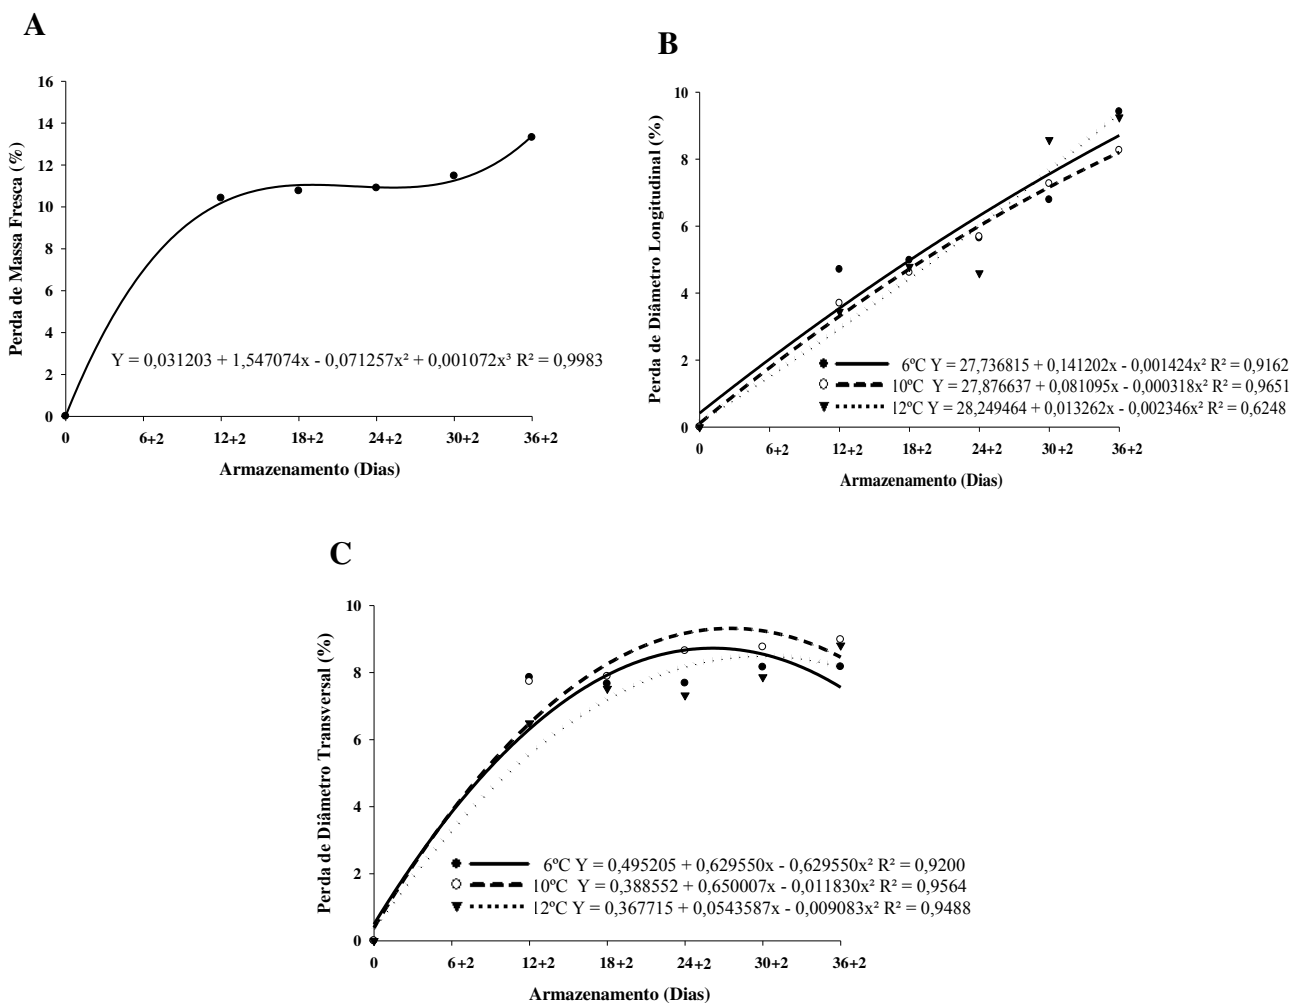 A
Perda de Massa Fresca (%)
16
14
12
10
8
6
4
2
0
Y = 0,031203 + 1,547074x - 0,071257x² + 0,001072x³ R² = 0,9983
0 6+2 12+2 18+2 24+2 30+2 36+2
Armazenamento (Dias)
B
Perda de Diâmetro Longitudinal (%)
10
8
6
4
2
0
6ºC Y = 27,736815 + 0,141202x - 0,001424x² R² = 0,9162
10ºC Y = 27,876637 + 0,081095x - 0,000318x² R² = 0,9651
12ºC Y = 28,249464 + 0,013262x - 0,002346x² R² = 0,6248
0 6+2 12+2 18+2 24+2 30+2 36+2
Armazenamento (Dias)
C
Perda de Diâmetro Transversal (%)
10
8
6
4
2
0
6ºC Y = 0,495205 + 0,629550x - 0,629550x² R² = 0,9200
10ºC Y = 0,388552 + 0,650007x - 0,011830x² R² = 0,9564
12ºC Y = 0,367715 + 0,0543587x - 0,009083x² R² = 0,9488
0 6+2 12+2 18+2 24+2 30+2 36+2
Armazenamento (Dias)